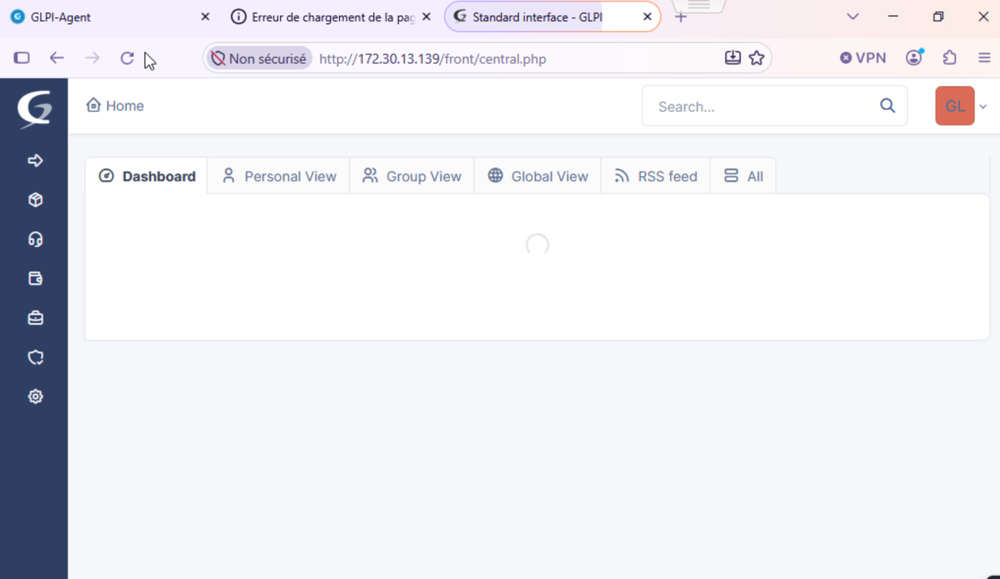 GLPI-Agent
Erreur de chargement de la pag
Standard interface - GLPI
Non sécurisé
http://172.30.13.139/front/central.php
VPN
Home
Search...
GL
Dashboard
Personal View
Group View
Global View
RSS feed
All